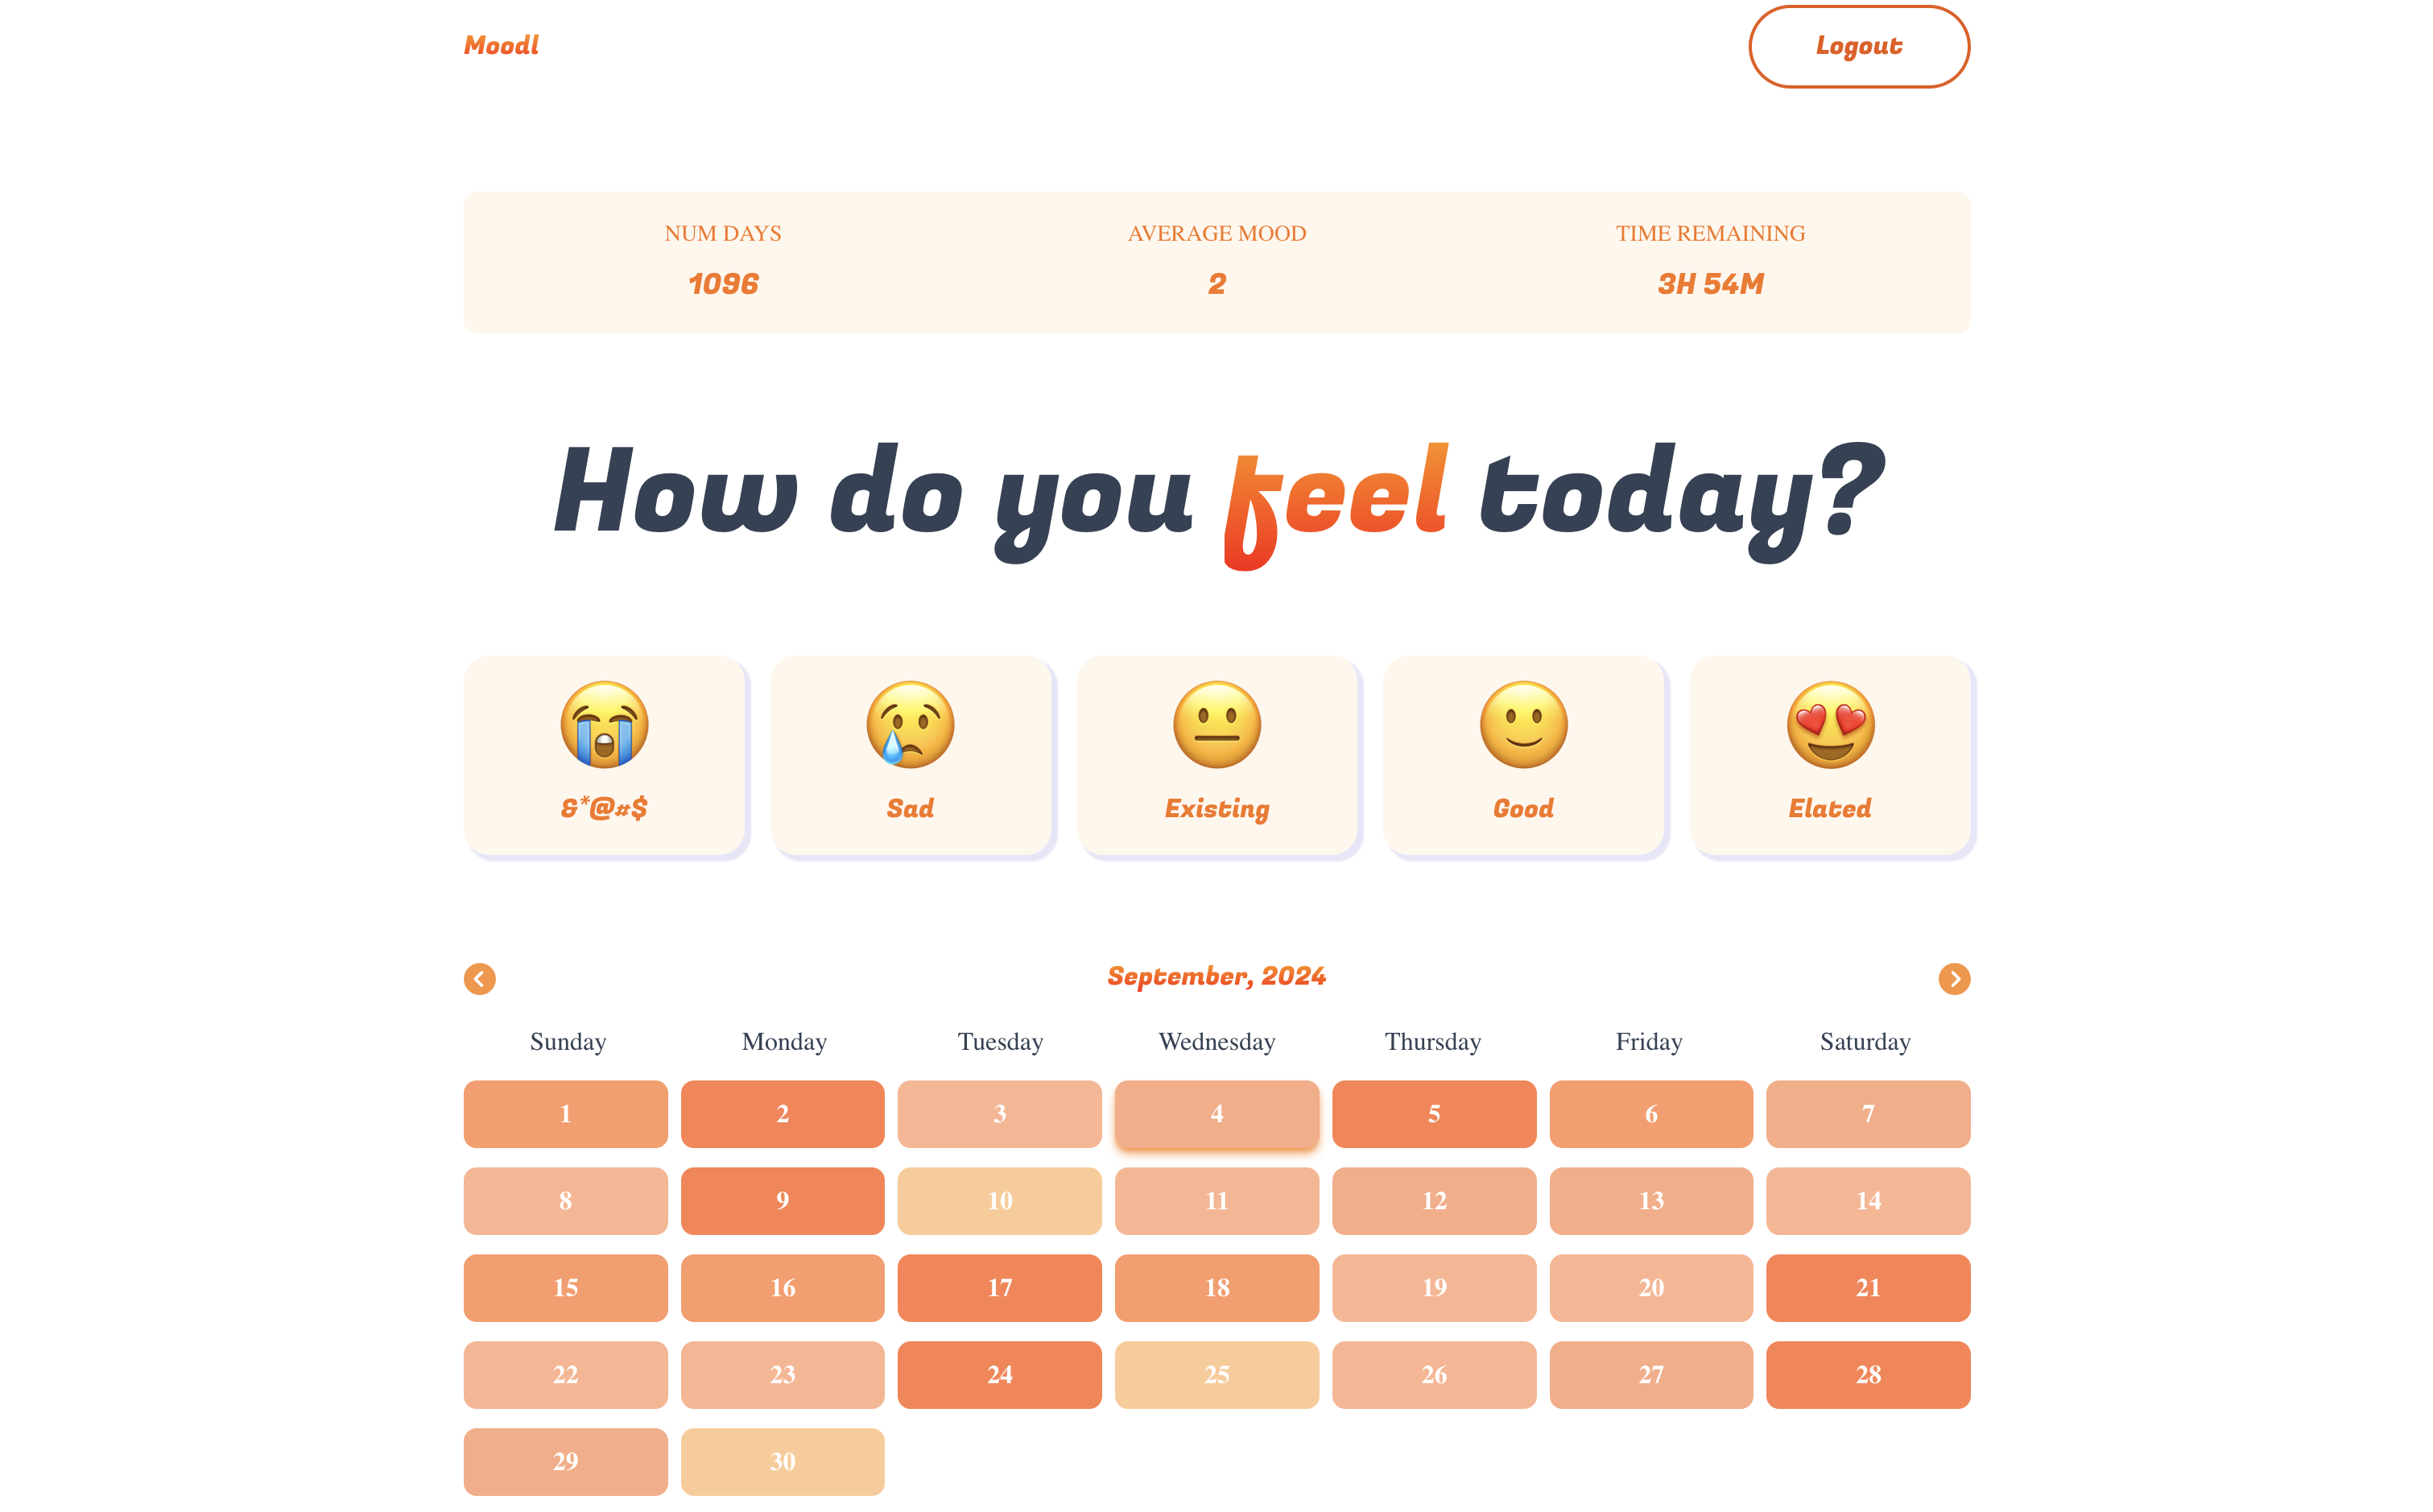 Moodl Logout
NUM DAYS AVERAGE MOOD TIME REMAINING
1096 2 3H 54M
How do you feel today?
&*@#$ Sad Existing Good Elated
September, 2024
Sunday Monday Tuesday Wednesday Thursday Friday Saturday
1 2 3 4 5 6 7
8 9 10 11 12 13 14
15 16 17 18 19 20 21
22 23 24 25 26 27 28
29 30